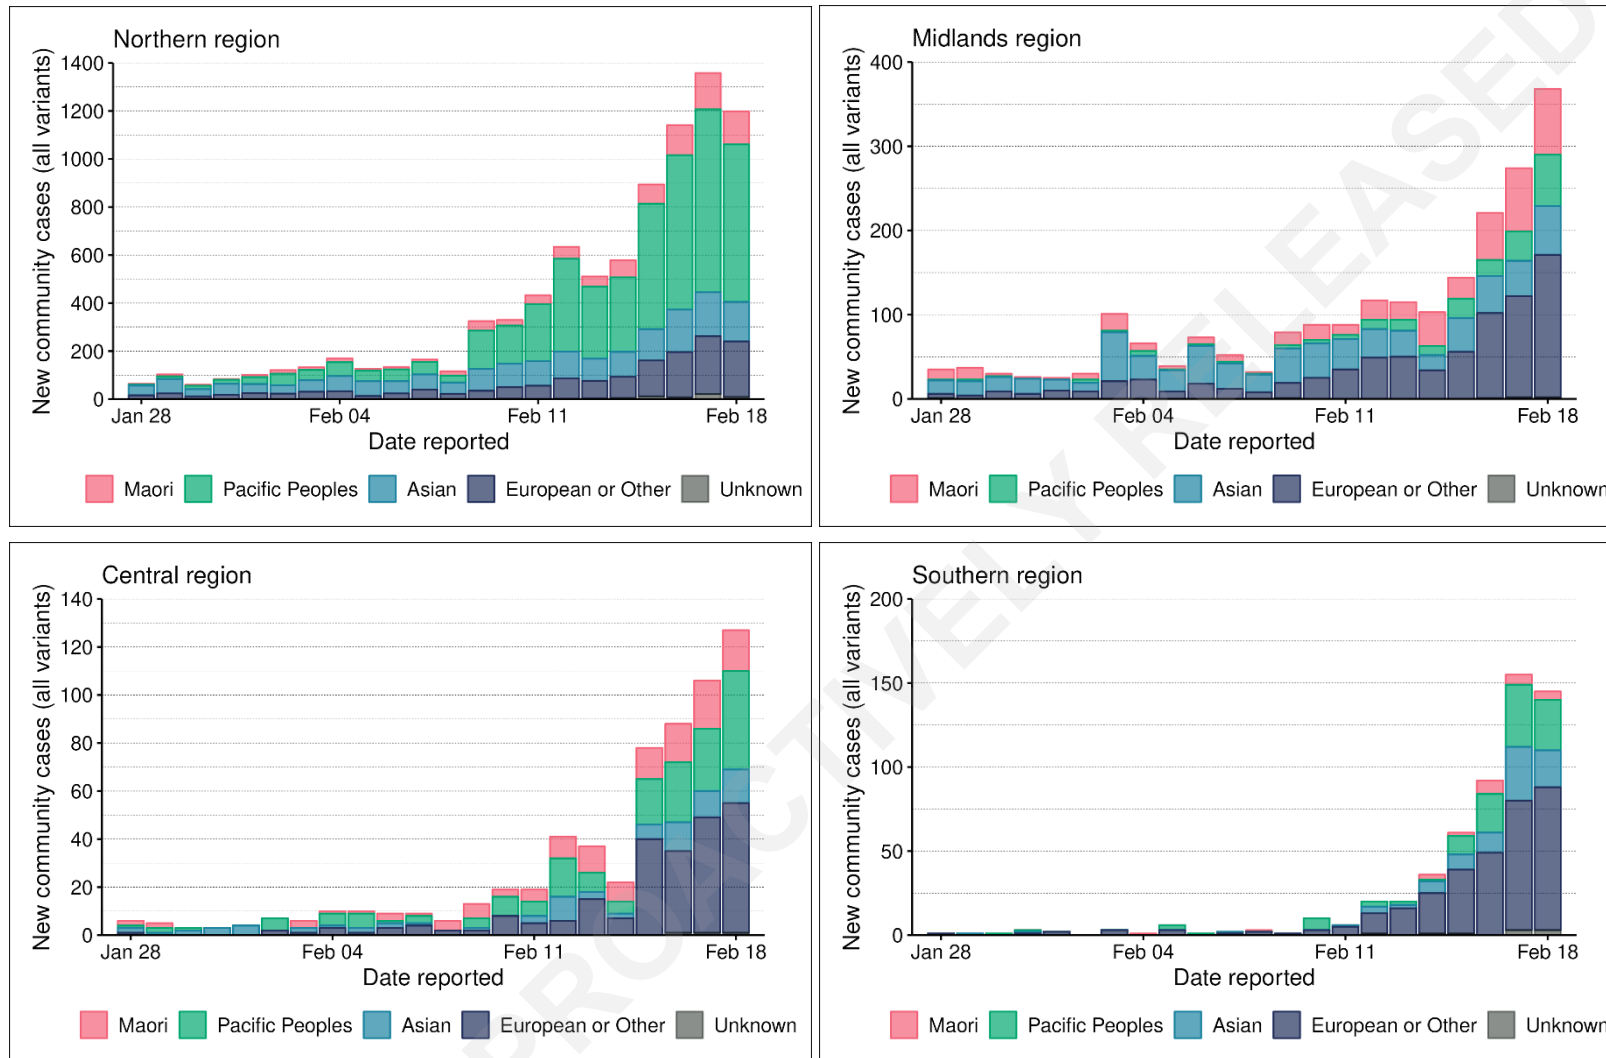 Northern region
New community cases (all variants)
1400
1200
1000
800
600
400
200
0
Jan 28
Feb 04
Feb 11
Feb 18
Date reported
Maori
Pacific Peoples
Asian
European or Other
Unknown
Midlands region
New community cases (all variants)
400
300
200
100
0
Jan 28
Feb 04
Feb 11
Feb 18
Date reported
Maori
Pacific Peoples
Asian
European or Other
Unknown
Central region
New community cases (all variants)
140
120
100
80
60
40
20
0
Jan 28
Feb 04
Feb 11
Feb 18
Date reported
Maori
Pacific Peoples
Asian
European or Other
Unknown
Southern region
New community cases (all variants)
200
150
100
50
0
Jan 28
Feb 04
Feb 11
Feb 18
Date reported
Maori
Pacific Peoples
Asian
European or Other
Unknown
PROACTIVELY RELEASED